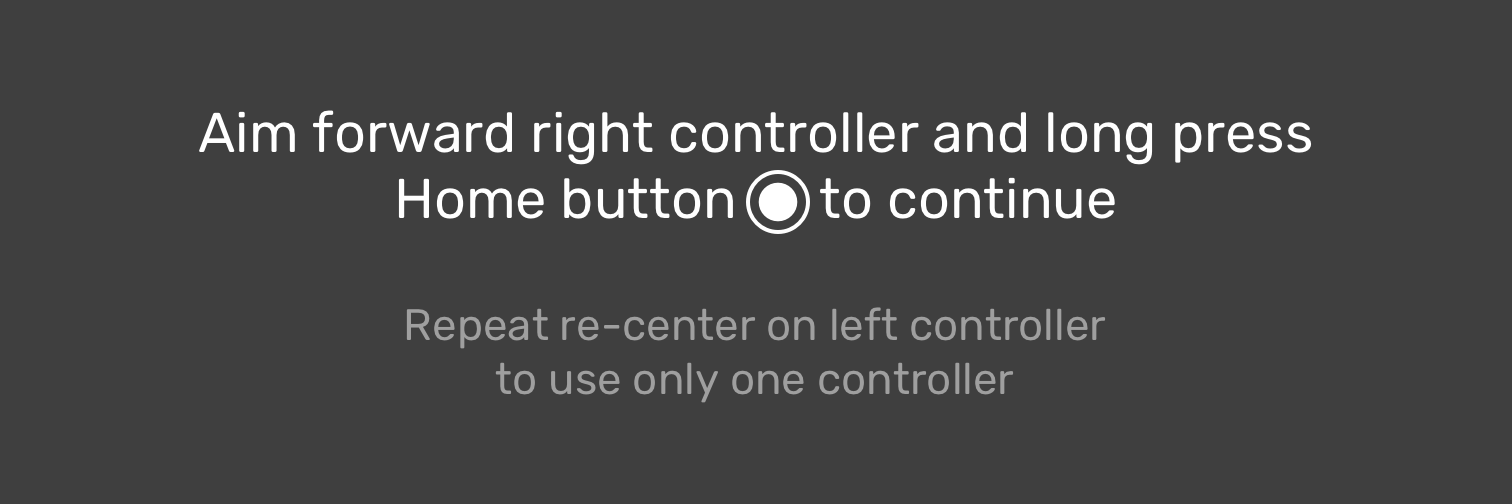 Aim forward right controller and long press
Home button to continue
Repeat re-center on left controller
to use only one controller